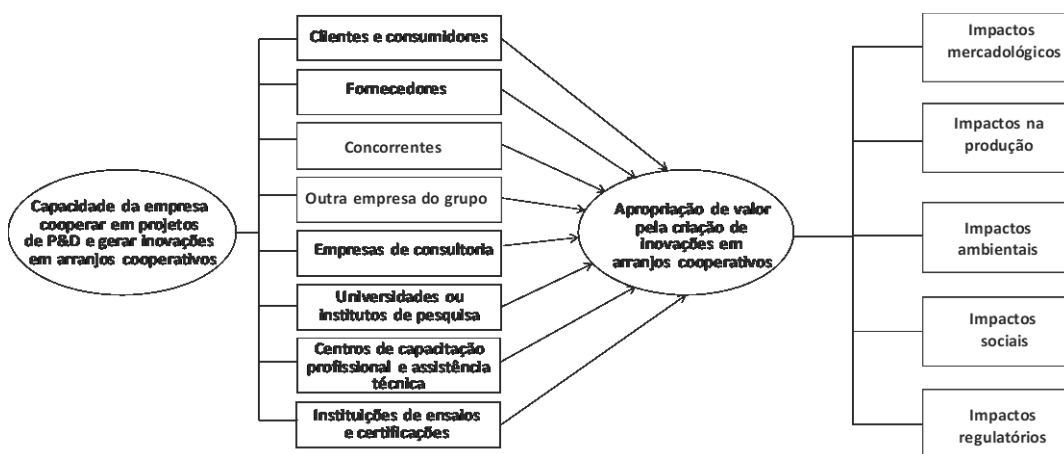 Capacidade da empresa
cooperar em projetos
de P&D e gerar inovações
em arranjos cooperativos
Clientes e consumidores
Fornecedores
Concorrentes
Outra empresa do grupo
Empresas de consultoria
Universidades ou
institutos de pesquisa
Centros de capacitação
profissional e assistência
técnica
Instituições de ensaios
e certificações
Apropriação de valor
pela criação de
inovações em
arranjos cooperativos
Impactos
mercadológicos
Impactos na
produção
Impactos
ambientais
Impactos
sociais
Impactos
regulatórios